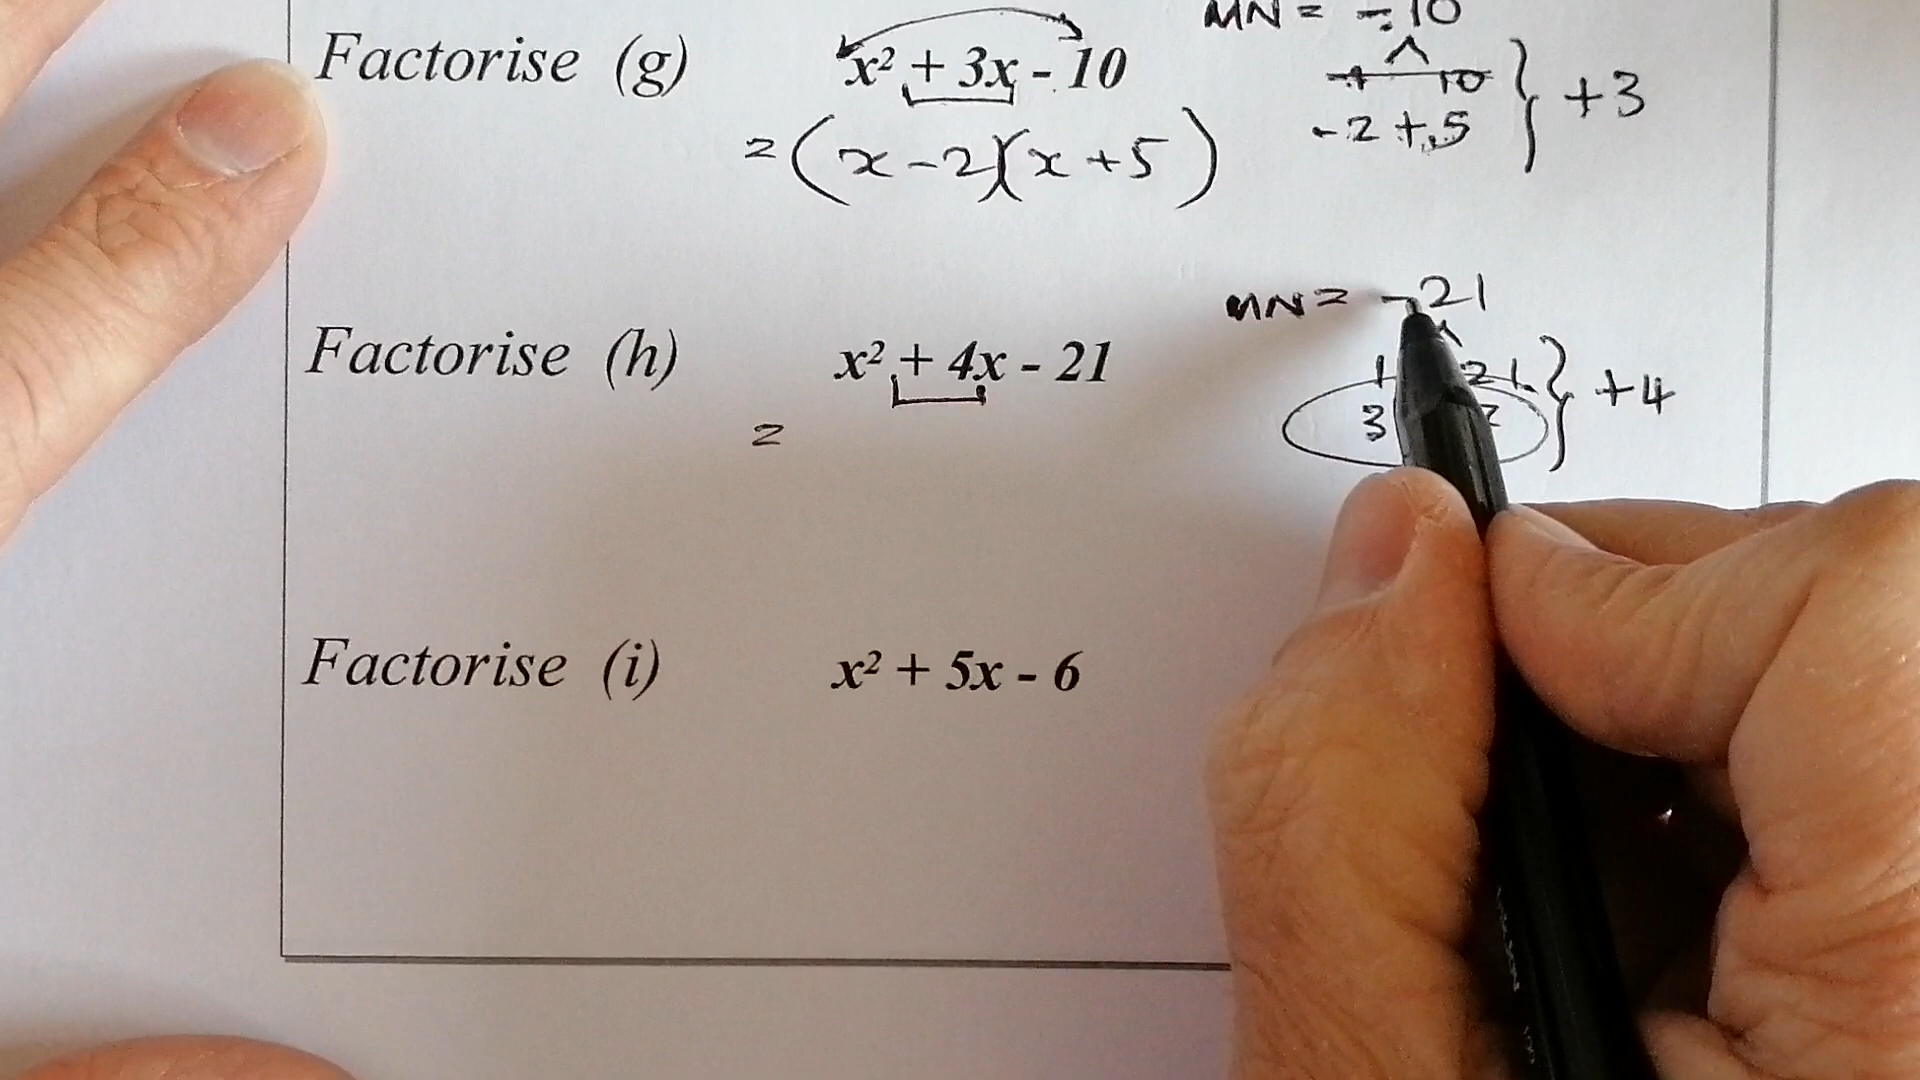 MN = -10
Factorise (g) x² + 3x - 10
1 10 } +3
-2 +5
= (x - 2)(x + 5)
MN = -21
Factorise (h) x² + 4x - 21
1 21 } +4
3 7
=
Factorise (i) x² + 5x - 6